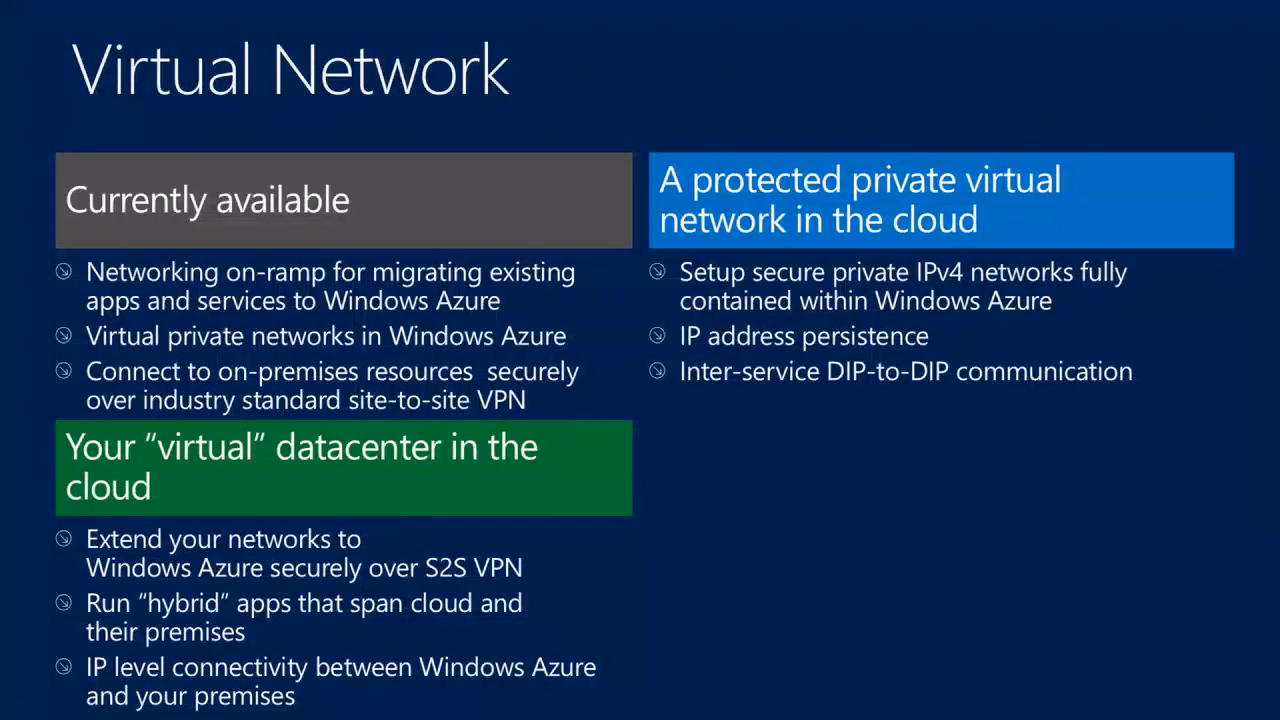 Virtual Network
Currently available
Networking on-ramp for migrating existing
apps and services to Windows Azure
Virtual private networks in Windows Azure
Connect to on-premises resources  securely
over industry standard site-to-site VPN
Your “virtual” datacenter in the
cloud
Extend your networks to
Windows Azure securely over S2S VPN
Run “hybrid” apps that span cloud and
their premises
IP level connectivity between Windows Azure
and your premises
A protected private virtual
network in the cloud
Setup secure private IPv4 networks fully
contained within Windows Azure
IP address persistence
Inter-service DIP-to-DIP communication